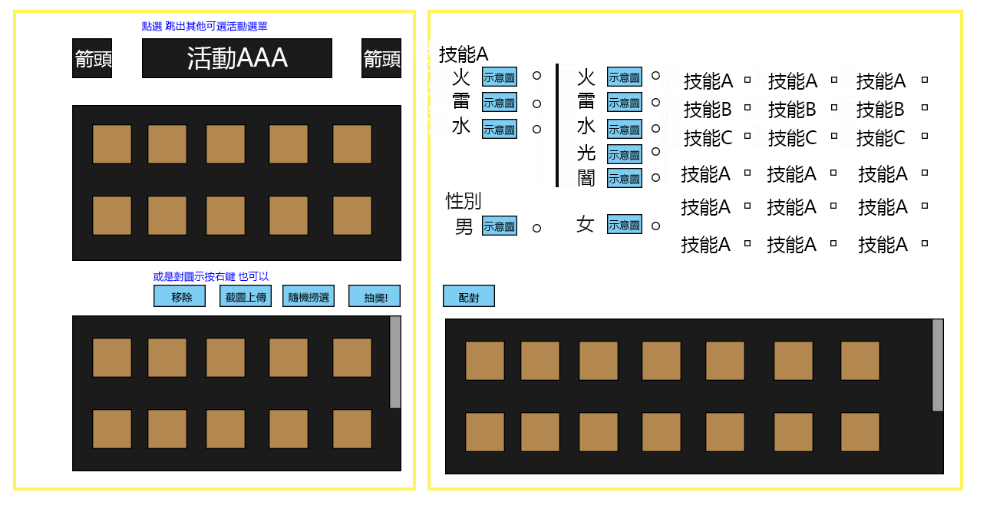 點選 跳出其他可選活動選單
箭頭 活動AAA 箭頭
或是對圖示按右鍵 也可以
移除 截圖上傳 隨機撈選 抽獎!
技能A
火 示意圖 火 示意圖
雷 示意圖 雷 示意圖
水 示意圖 水 示意圖
光 示意圖
闇 示意圖
性別
男 示意圖 女 示意圖
技能A 技能A 技能A
技能B 技能B 技能B
技能C 技能C 技能C
技能A 技能A 技能A
技能A 技能A 技能A
技能A 技能A 技能A
配對